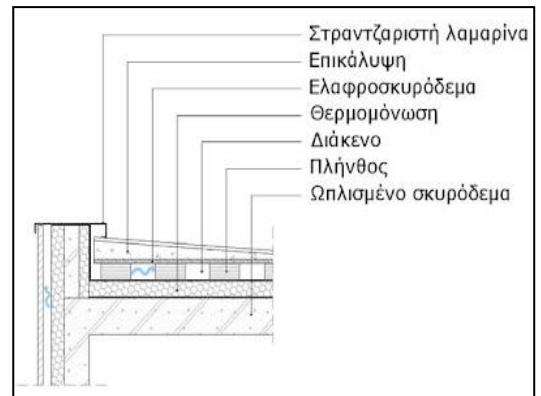 Στραντζαριστή λαμαρίνα
Επικάλυψη
Ελαφροσκυρόδεμα
Θερμομόνωση
Διάκενο
Πλήνθος
Ωπλισμένο σκυρόδεμα